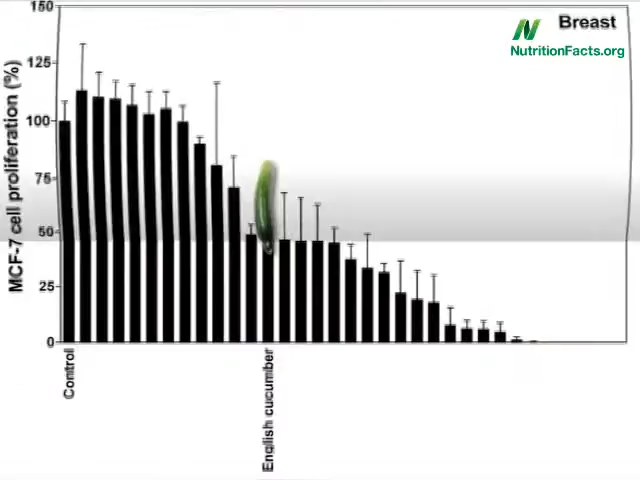 Breast
NutritionFacts.org
MCF-7 cell proliferation (%)
150
125
100
75
50
25
0
Control
English cucumber